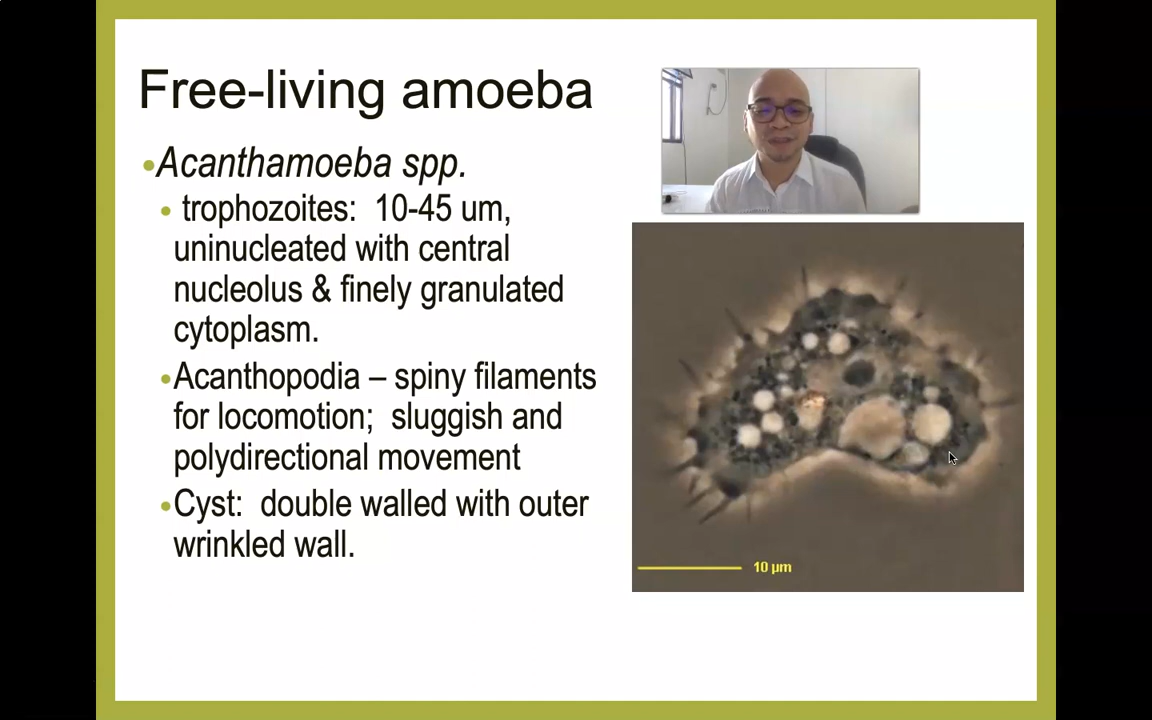 Free-living amoeba
•Acanthamoeba spp.
• trophozoites: 10-45 um,
uninucleated with central
nucleolus & finely granulated
cytoplasm.
•Acanthopodia – spiny filaments
for locomotion; sluggish and
polydirectional movement
•Cyst: double walled with outer
wrinkled wall.
10 µm